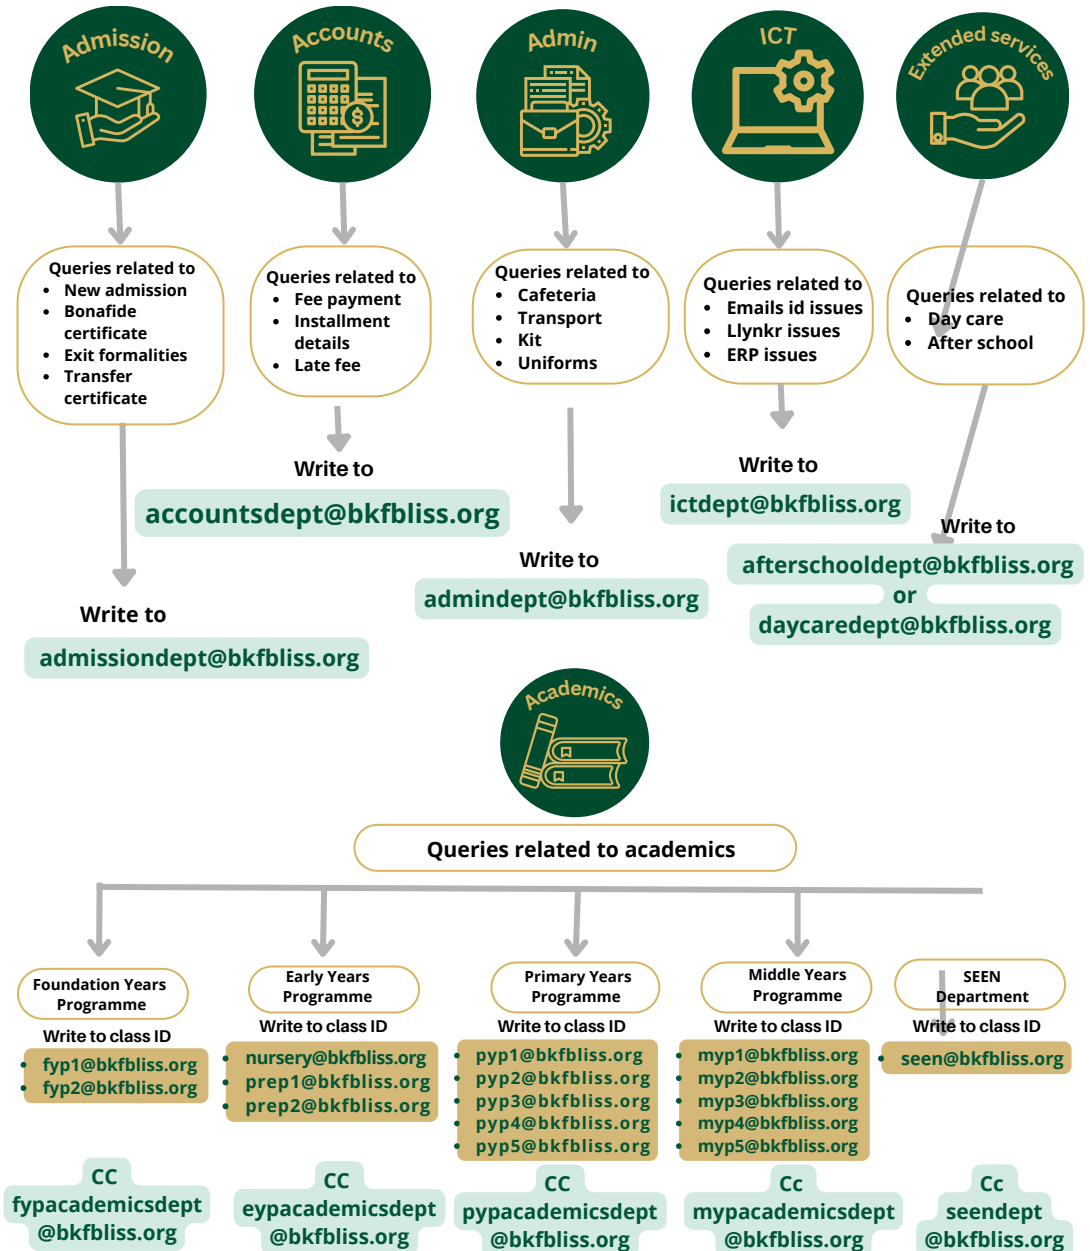 Admission
Accounts
Admin
ICT
Extended services
$
Queries related to
• New admission
• Bonafide
certificate
• Exit formalities
• Transfer
certificate
Queries related to
• Fee payment
• Installment
details
• Late fee
Queries related to
• Cafeteria
• Transport
• Kit
• Uniforms
Queries related to
• Emails id issues
• Llynkr issues
• ERP issues
Queries related to
• Day care
• After school
Write to
admissiondept@bkfbliss.org
Write to
accountsdept@bkfbliss.org
Write to
admindept@bkfbliss.org
Write to
ictdept@bkfbliss.org
Write to
afterschooldept@bkfbliss.org
or
daycaredept@bkfbliss.org
Academics
Queries related to academics
Foundation Years
Programme
Write to class ID
• fyp1@bkfbliss.org
• fyp2@bkfbliss.org
CC
fypacademicsdept
@bkfbliss.org
Early Years
Programme
Write to class ID
• nursery@bkfbliss.org
• prep1@bkfbliss.org
• prep2@bkfbliss.org
CC
eypacademicsdept
@bkfbliss.org
Primary Years
Programme
Write to class ID
• pyp1@bkfbliss.org
• pyp2@bkfbliss.org
• pyp3@bkfbliss.org
• pyp4@bkfbliss.org
• pyp5@bkfbliss.org
CC
pypacademicsdept
@bkfbliss.org
Middle Years
Programme
Write to class ID
• myp1@bkfbliss.org
• myp2@bkfbliss.org
• myp3@bkfbliss.org
• myp4@bkfbliss.org
• myp5@bkfbliss.org
Cc
mypacademicsdept
@bkfbliss.org
SEEN
Department
Write to class ID
• seen@bkfbliss.org
Cc
seendept
@bkfbliss.org